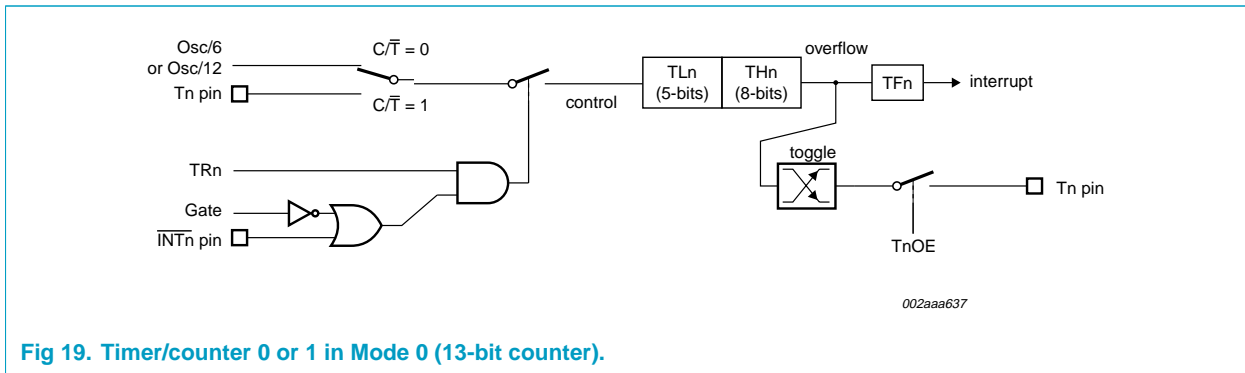 Osc/6
or Osc/12
C/T̅ = 0
Tn pin
C/T̅ = 1
control
TLn
(5-bits)
THn
(8-bits)
overflow
TFn
interrupt
toggle
Tn pin
TnOE
TRn
Gate
I̅N̅T̅n̅ pin
002aaa637
Fig 19. Timer/counter 0 or 1 in Mode 0 (13-bit counter).